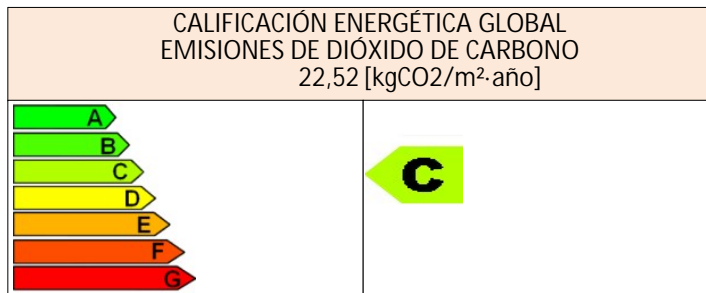 CALIFICACIÓN ENERGÉTICA GLOBAL
EMISIONES DE DIÓXIDO DE CARBONO
22,52 [kgCO2/m²·año]
A
B
C
C
D
E
F
G